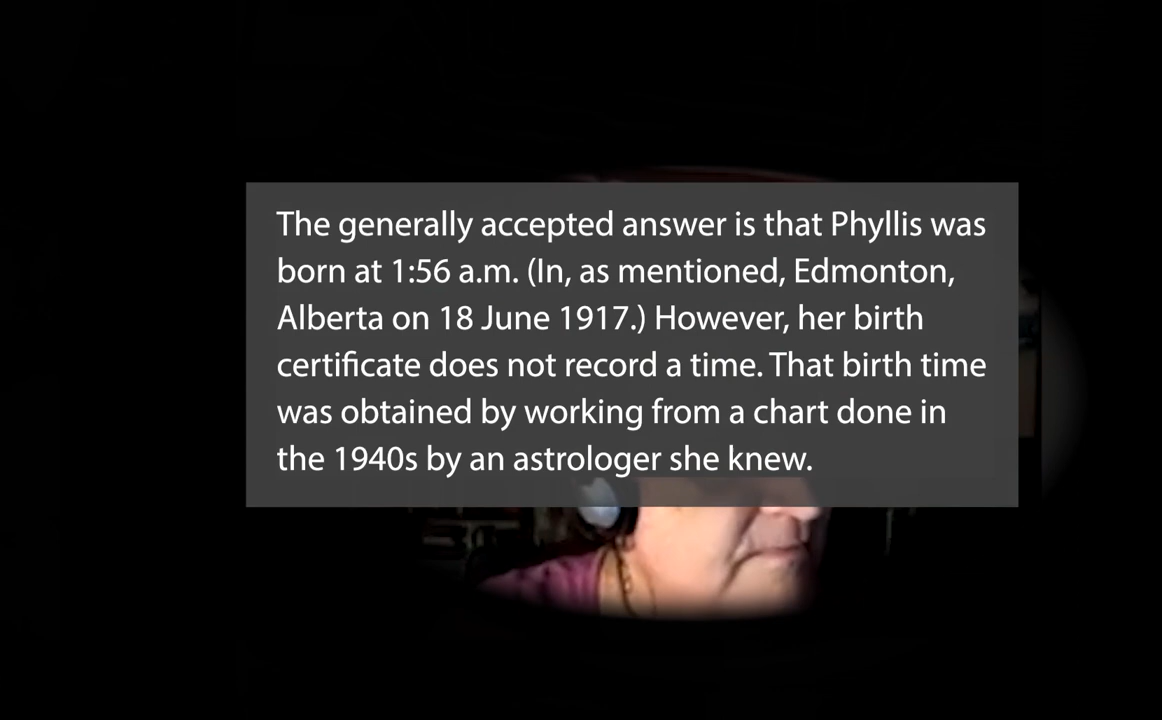 The generally accepted answer is that Phyllis was
born at 1:56 a.m. (In, as mentioned, Edmonton,
Alberta on 18 June 1917.) However, her birth
certificate does not record a time. That birth time
was obtained by working from a chart done in
the 1940s by an astrologer she knew.